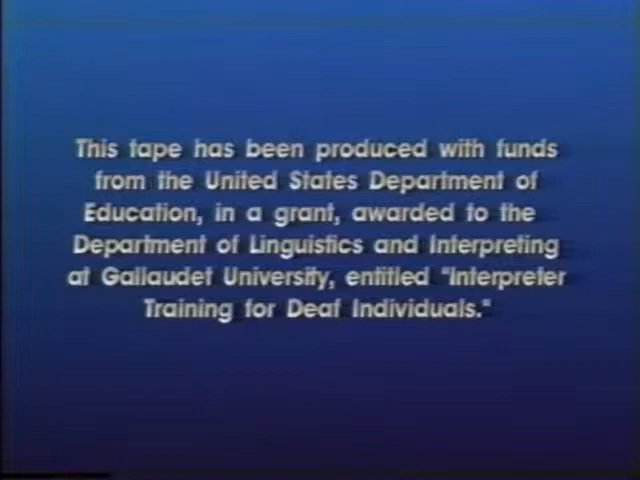 This tape has been produced with funds
from the United States Department of
Education, in a grant, awarded to the
Department of Linguistics and Interpreting
at Gallaudet University, entitled "Interpreter
Training for Deaf Individuals."